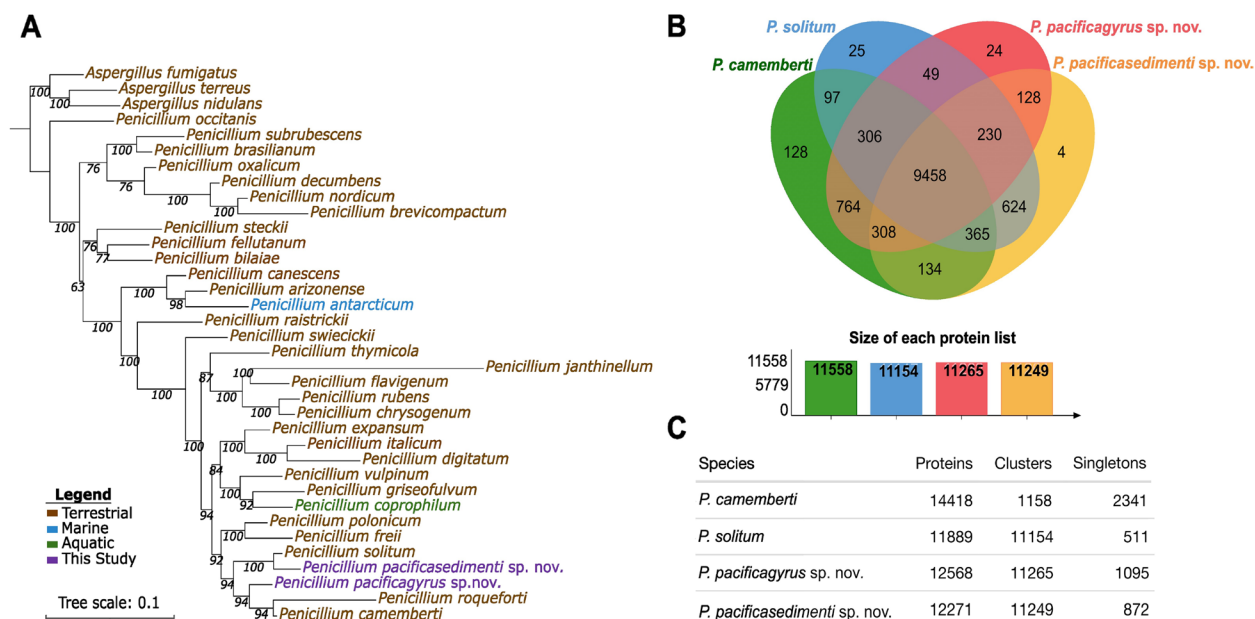 A
Aspergillus fumigatus
100
Aspergillus terreus
100
Aspergillus nidulans
Penicillium occitanis
Penicillium subrubescens
100
Penicillium brasilianum
76
Penicillium oxalicum
76
Penicillium decumbens
100
Penicillium nordicum
100
Penicillium brevicompactum
100
Penicillium steckii
76
Penicillium fellutanum
77
Penicillium bilaiae
63
Penicillium canescens
100
Penicillium arizonense
98
Penicillium antarcticum
100
Penicillium raistrickii
Penicillium swiecickii
100
Penicillium thymicola
87
100
Penicillium janthinellum
Penicillium flavigenum
100
Penicillium rubens
100
Penicillium chrysogenum
Penicillium expansum
100
100
Penicillium italicum
100
Penicillium digitatum
84
Penicillium vulpinum
100
Penicillium griseofulvum
92
Penicillium coprophilum
94
Penicillium polonicum
100
Penicillium freii
92
Penicillium solitum
100
Penicillium pacificasedimenti sp. nov.
94
Penicillium pacificagyrus sp.nov.
94
Penicillium roqueforti
94
Penicillium camemberti
Legend
Terrestrial
Marine
Aquatic
This Study
Tree scale: 0.1
B
P. solitum
P. pacificagyrus sp. nov.
P. camemberti
P. pacificasedimenti sp. nov.
25
49
24
97
128
306
230
128
4
9458
764
624
308
365
134
Size of each protein list
11558
5779
0
11558
11154
11265
11249
C
Species Proteins Clusters Singletons
P. camemberti 14418 1158 2341
P. solitum 11889 11154 511
P. pacificagyrus sp. nov. 12568 11265 1095
P. pacificasedimenti sp. nov. 12271 11249 872